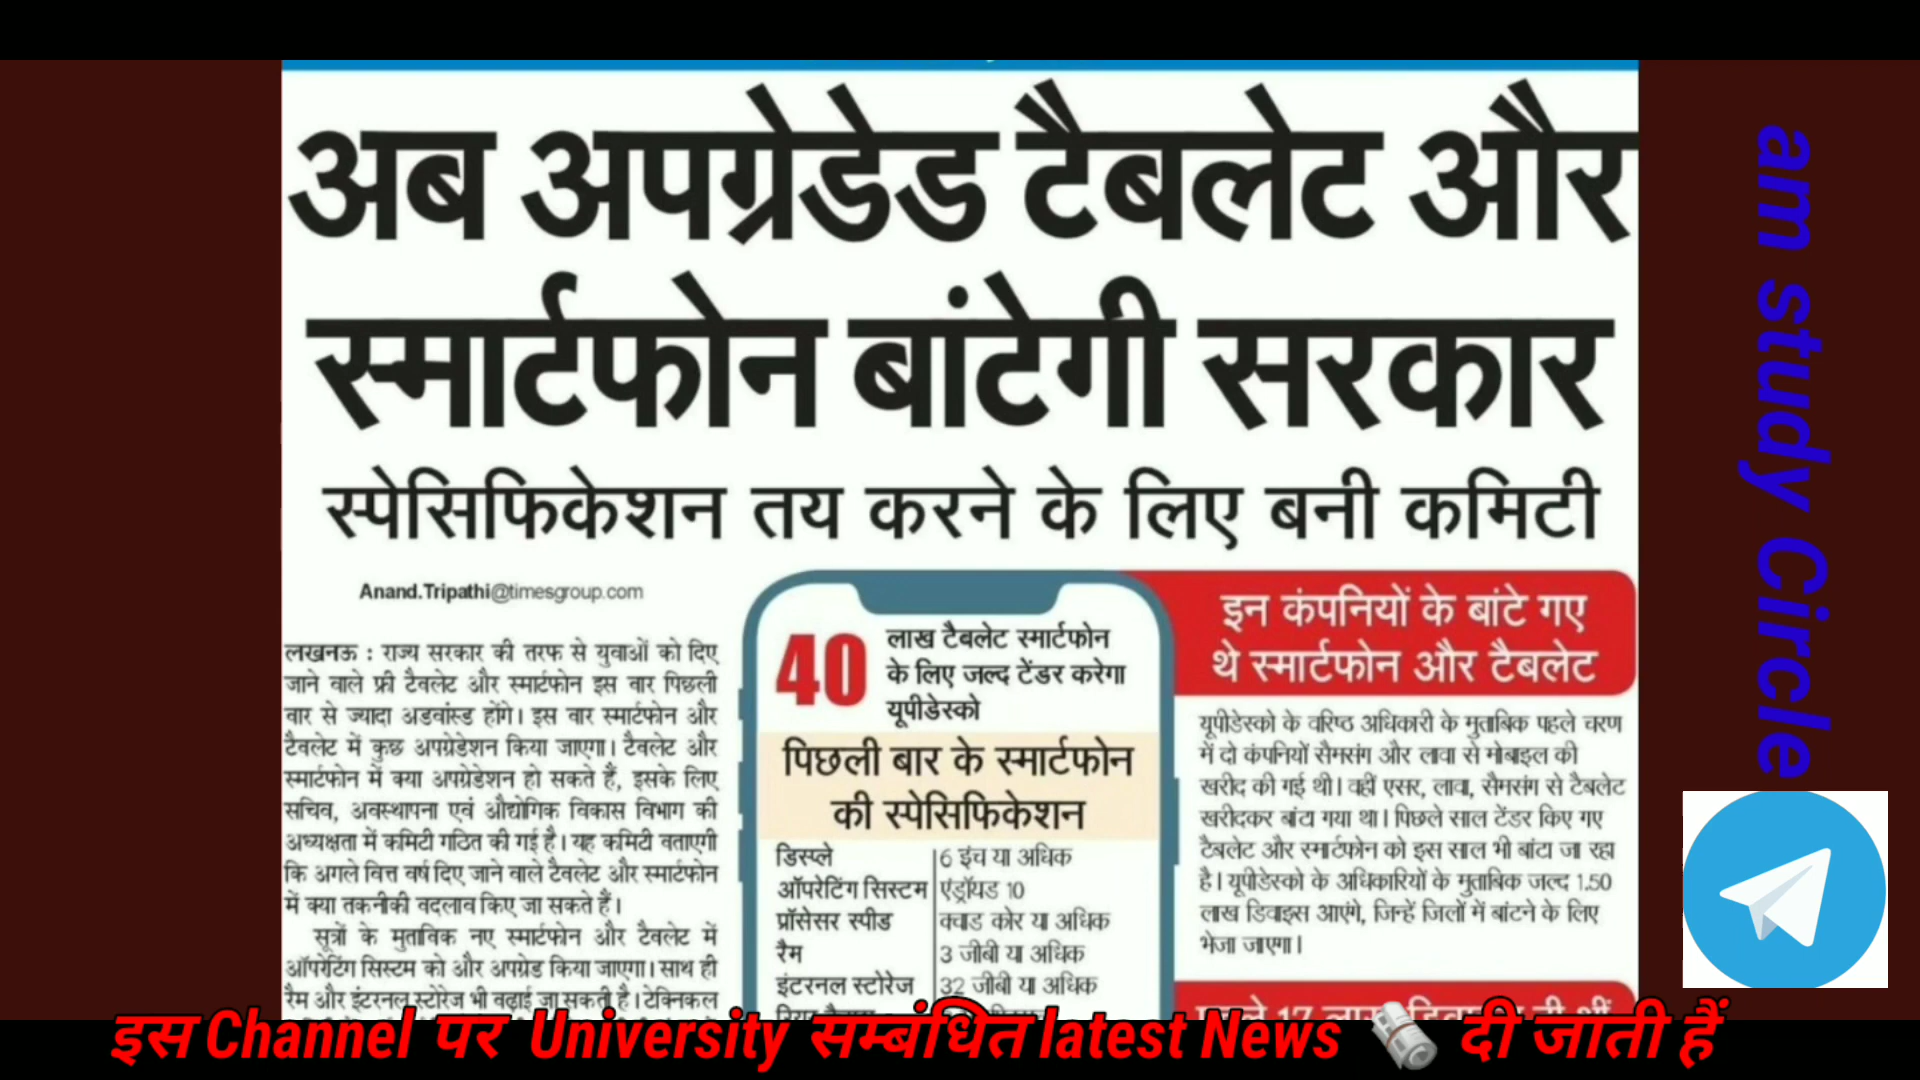 अब अपग्रेडेड टैबलेट और
स्मार्टफोन बांटेगी सरकार
स्पेसिफिकेशन तय करने के लिए बनी कमिटी
Anand.Tripathi@timesgroup.com
लखनऊ : राज्य सरकार की तरफ से युवाओं को दिए
जाने वाले फ्री टैबलेट और स्मार्टफोन इस बार पिछली
बार से ज्यादा अडवांस्ड होंगे। इस बार स्मार्टफोन और
टैबलेट में कुछ अपग्रेडेशन किया जाएगा। टैबलेट और
स्मार्टफोन में क्या अपग्रेडेशन हो सकते हैं, इसके लिए
सचिव, अवस्थापना एवं औद्योगिक विकास विभाग की
अध्यक्षता में कमिटी गठित की गई है। यह कमिटी बताएगी
कि अगले वित्त वर्ष दिए जाने वाले टैबलेट और स्मार्टफोन
में क्या तकनीकी बदलाव किए जा सकते हैं।
सूत्रों के मुताबिक नए स्मार्टफोन और टैबलेट में
ऑपरेटिंग सिस्टम को और अपग्रेड किया जाएगा। साथ ही
रैम और इंटरनल स्टोरेज भी बढ़ाई जा सकती है। टेक्निकल
40 लाख टैबलेट स्मार्टफोन
के लिए जल्द टेंडर करेगा
यूपीडेस्को
पिछली बार के स्मार्टफोन
की स्पेसिफिकेशन
डिस्प्ले 6 इंच या अधिक
ऑपरेटिंग सिस्टम एंड्रॉयड 10
प्रॉसेसर स्पीड क्वाड कोर या अधिक
रैम 3 जीबी या अधिक
इंटरनल स्टोरेज 32 जीबी या अधिक
इन कंपनियों के बांटे गए
थे स्मार्टफोन और टैबलेट
यूपीडेस्को के वरिष्ठ अधिकारी के मुताबिक पहले चरण
में दो कंपनियों सैमसंग और लावा से मोबाइल की
खरीद की गई थी। वहीं एसर, लावा, सैमसंग से टैबलेट
खरीदकर बांटा गया था। पिछले साल टेंडर किए गए
टैबलेट और स्मार्टफोन को इस साल भी बांटा जा रहा
है। यूपीडेस्को के अधिकारियों के मुताबिक जल्द 1.50
लाख डिवाइस आएंगे, जिन्हें जिलों में बांटने के लिए
भेजा जाएगा।
am study Circle
इस Channel पर University सम्बंधित latest News दी जाती हैं